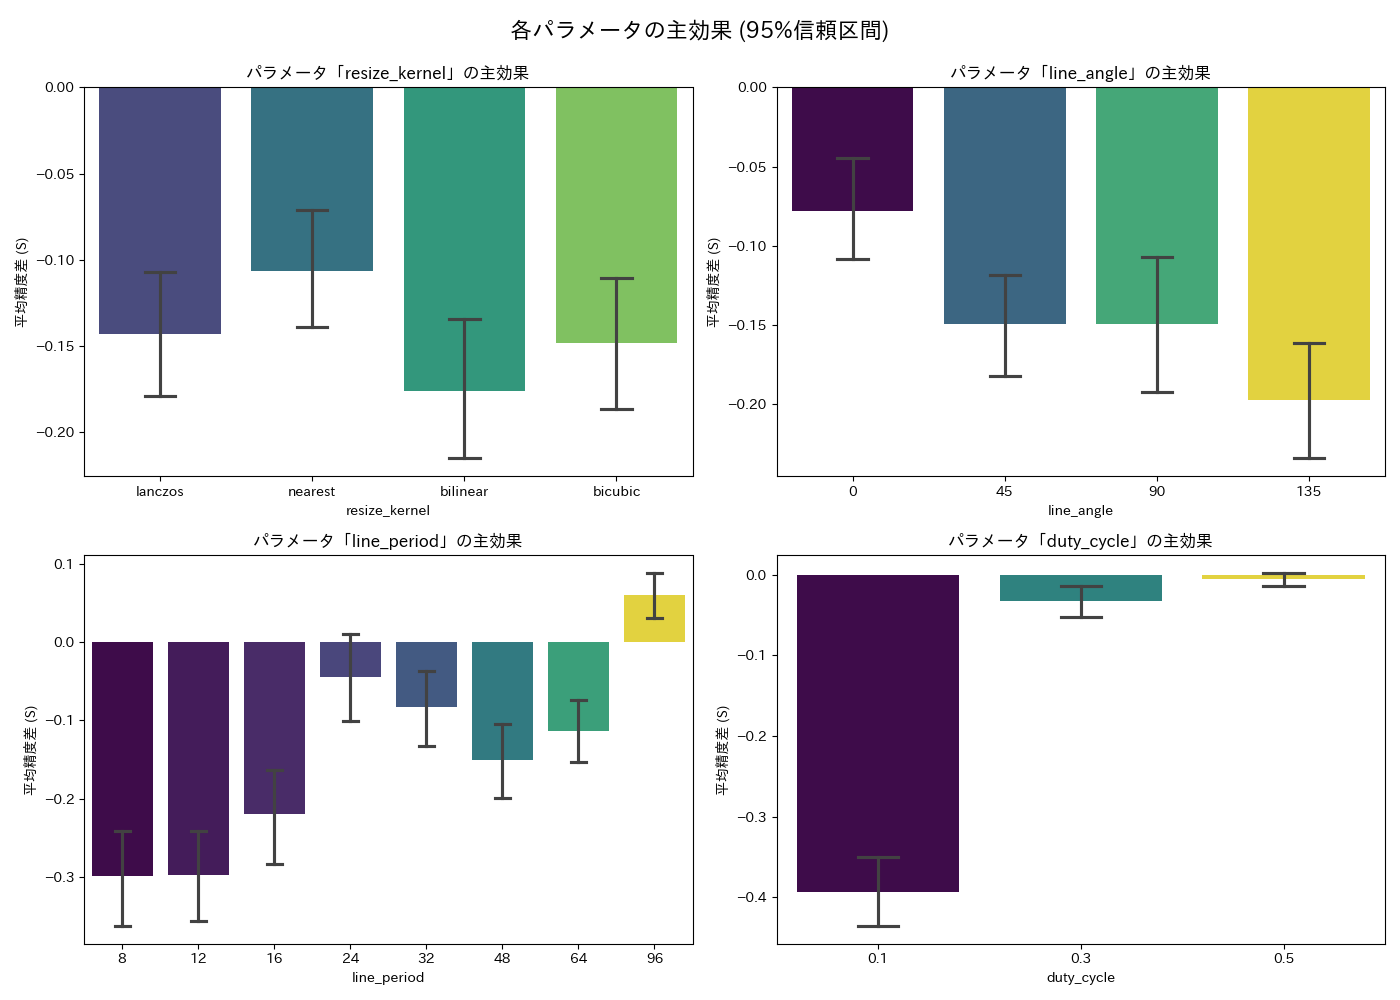 各パラメータの主効果 (95%信頼区間)
パラメータ「resize_kernel」の主効果
0.00
−0.05
−0.10
−0.15
−0.20
平均精度差 (S)
lanczos nearest bilinear bicubic
resize_kernel
パラメータ「line_angle」の主効果
0.00
−0.05
−0.10
−0.15
−0.20
平均精度差 (S)
0 45 90 135
line_angle
パラメータ「line_period」の主効果
0.1
0.0
−0.1
−0.2
−0.3
平均精度差 (S)
8 12 16 24 32 48 64 96
line_period
パラメータ「duty_cycle」の主効果
0.0
−0.1
−0.2
−0.3
−0.4
平均精度差 (S)
0.1 0.3 0.5
duty_cycle